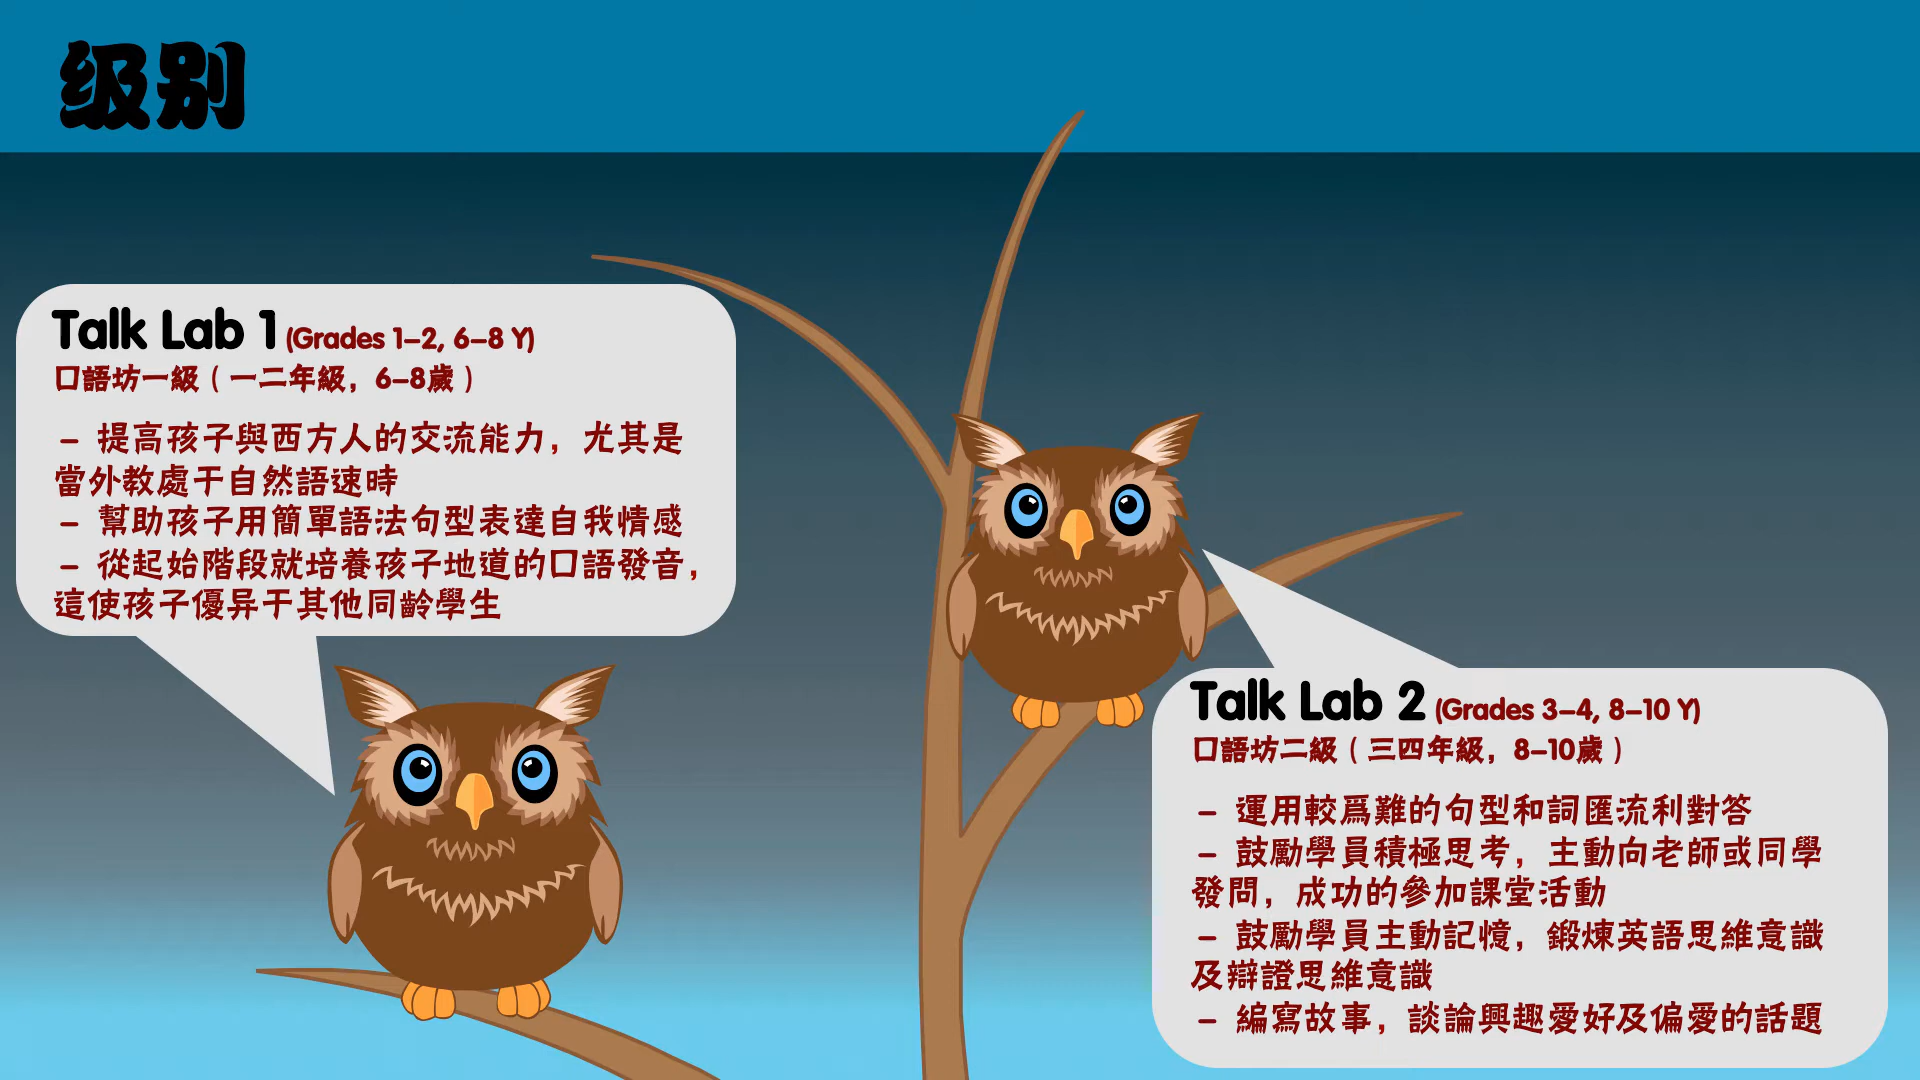 级别
Talk Lab 1 (Grades 1–2, 6–8 Y)
口語坊一級（一二年級，6–8歲）
– 提高孩子與西方人的交流能力，尤其是
當外教處于自然語速時
– 幫助孩子用簡單語法句型表達自我情感
– 從起始階段就培養孩子地道的口語發音，
這使孩子優异于其他同齡學生
Talk Lab 2 (Grades 3–4, 8–10 Y)
口語坊二級（三四年級，8–10歲）
– 運用較爲難的句型和詞匯流利對答
– 鼓勵學員積極思考，主動向老師或同學
發問，成功的參加課堂活動
– 鼓勵學員主動記憶，鍛煉英語思維意識
及辯證思維意識
– 編寫故事，談論興趣愛好及偏愛的話題